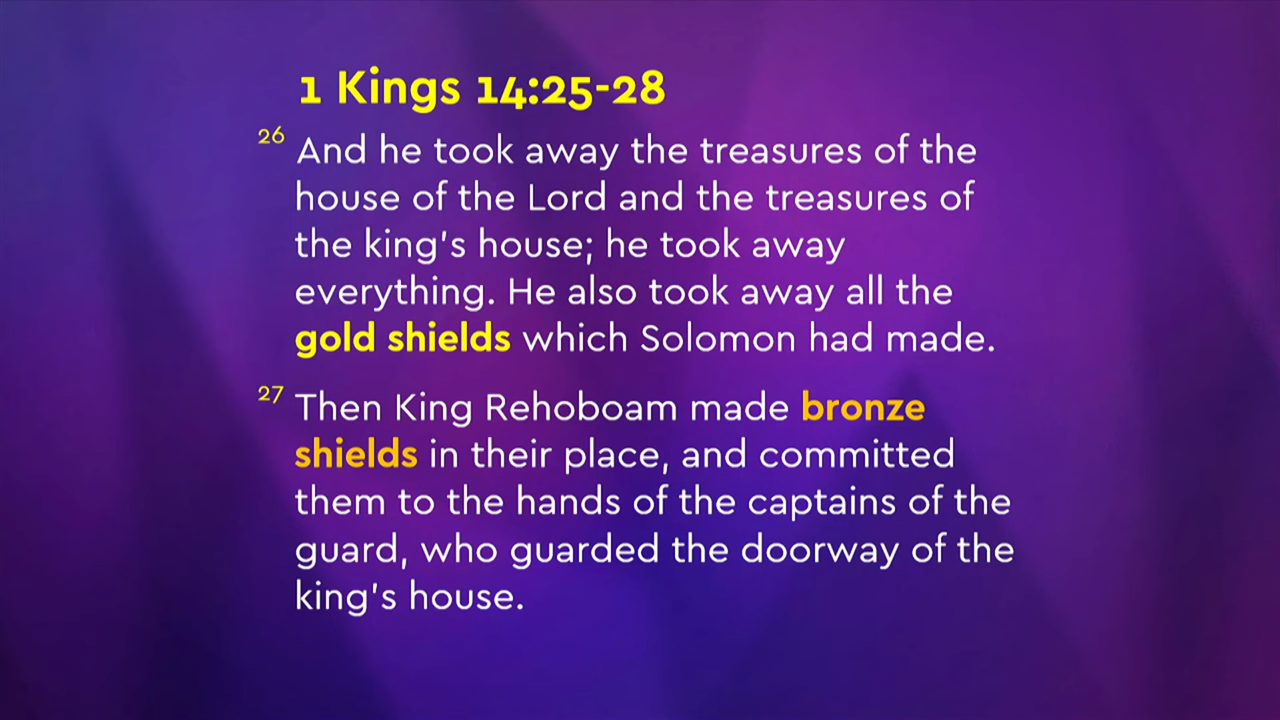 1 Kings 14:25-28
26 And he took away the treasures of the
house of the Lord and the treasures of
the king's house; he took away
everything. He also took away all the
gold shields which Solomon had made.
27 Then King Rehoboam made bronze
shields in their place, and committed
them to the hands of the captains of the
guard, who guarded the doorway of the
king's house.